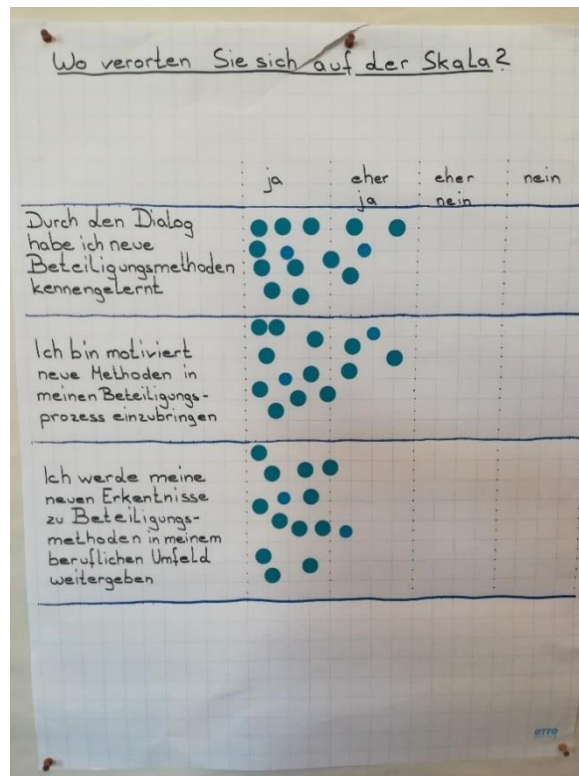 Wo verorten Sie sich auf der Skala?
ja
eher
ja
eher
nein
nein
Durch den Dialog
habe ich neue
Beteiligungsmethoden
kennengelernt
Ich bin motiviert
neue Methoden in
meinen Beteiligungs-
prozess einzubringen
Ich werde meine
neuen Erkentnisse
zu Beteiligungs-
methoden in meinem
beruflichen Umfeld
weitergeben
OTTO